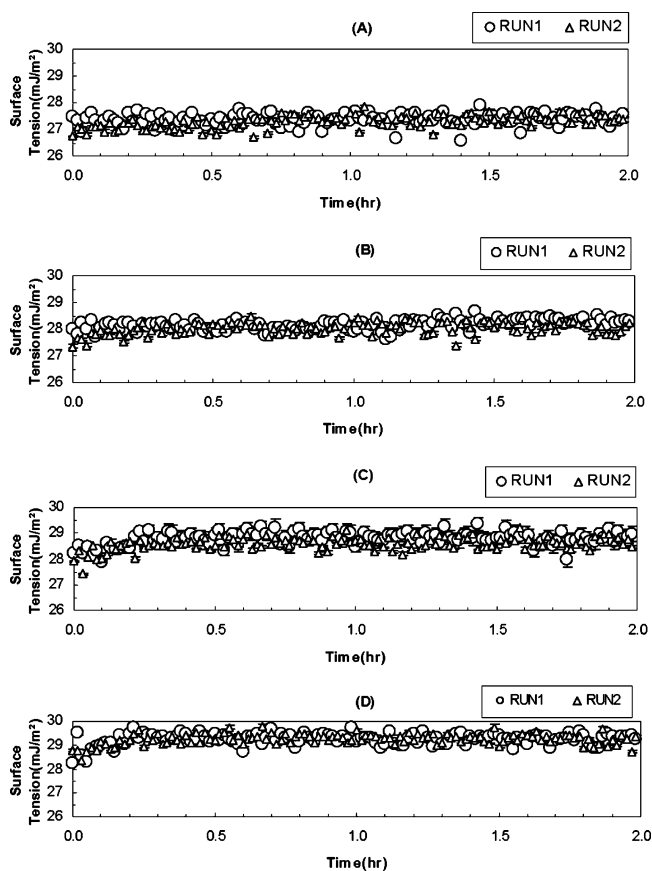 (A)
RUN1 RUN2
Surface
Tension(mJ/m²)
30
29
28
27
26
0.0 0.5 1.0 1.5 2.0
Time(hr)
(B)
RUN1 RUN2
Surface
Tension(mJ/m²)
30
29
28
27
26
0.0 0.5 1.0 1.5 2.0
Time(hr)
(C)
RUN1 RUN2
Surface
Tension(mJ/m²)
30
29
28
27
26
0.0 0.5 1.0 1.5 2.0
Time(hr)
(D)
RUN1 RUN2
Surface
Tension(mJ/m²)
30
29
28
27
26
0.0 0.5 1.0 1.5 2.0
Time(hr)